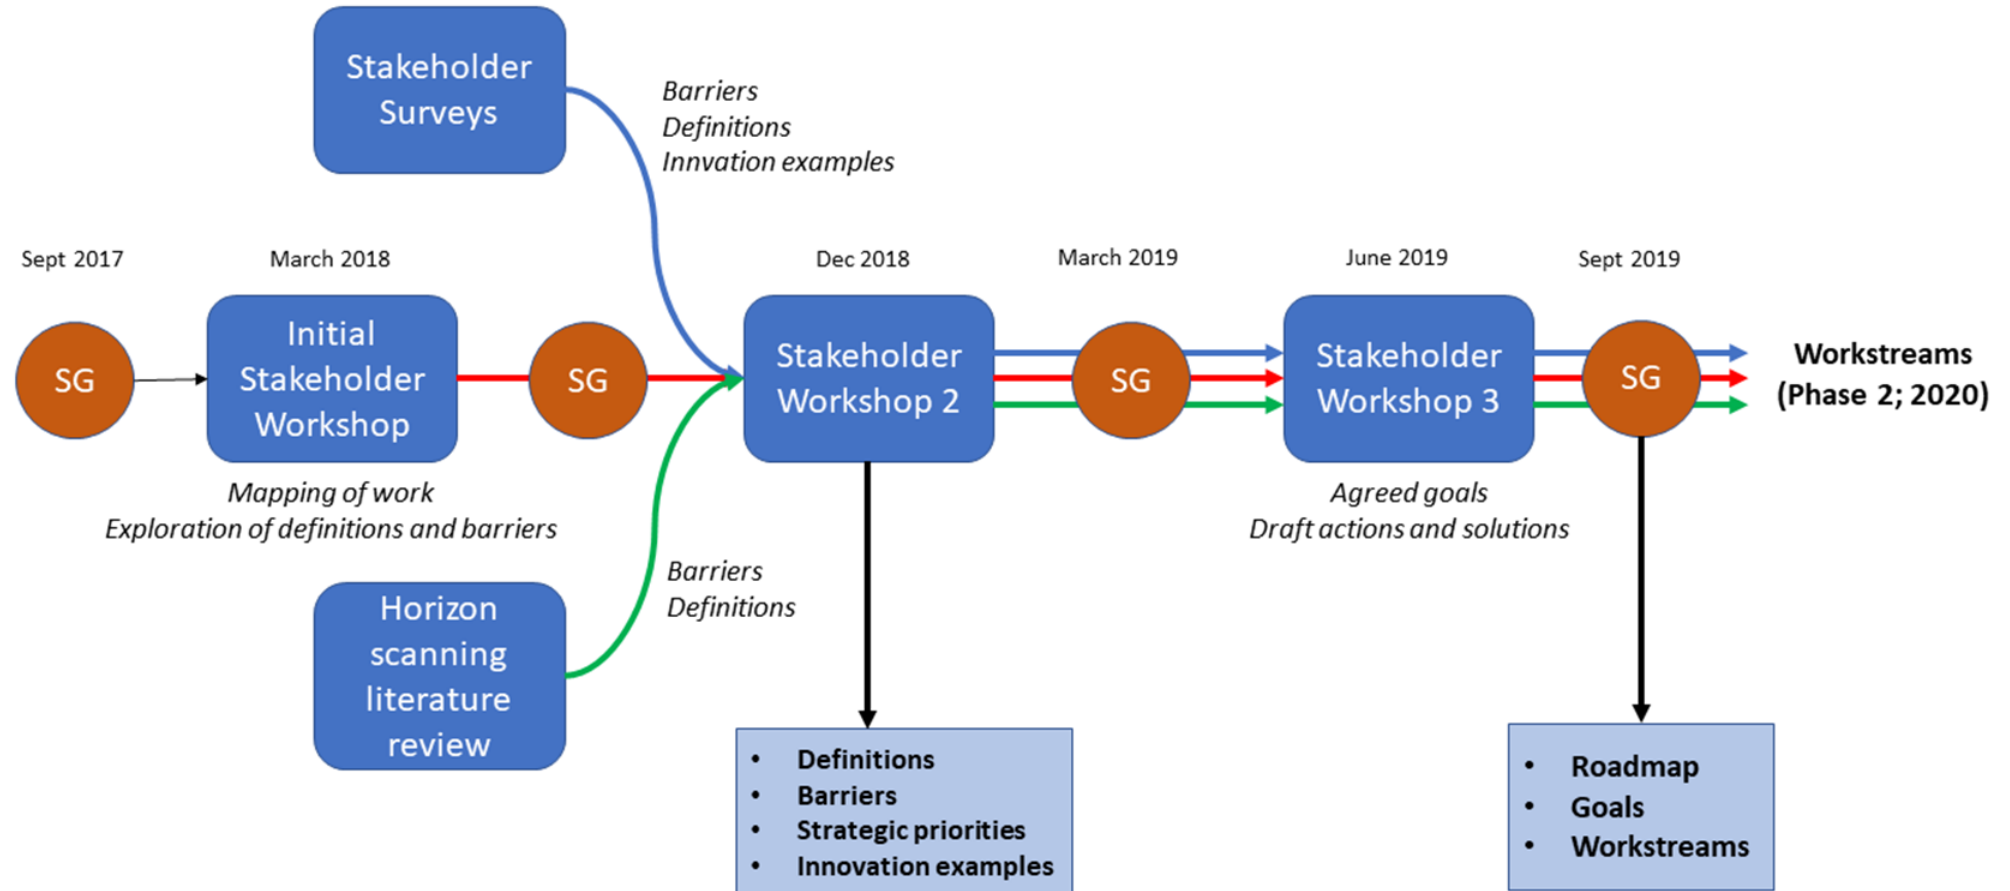 Stakeholder
Surveys
Barriers
Definitions
Innvation examples
Sept 2017
March 2018
Dec 2018
March 2019
June 2019
Sept 2019
SG
Initial
Stakeholder
Workshop
SG
Stakeholder
Workshop 2
SG
Stakeholder
Workshop 3
SG
Workstreams
(Phase 2; 2020)
Mapping of work
Exploration of definitions and barriers
Agreed goals
Draft actions and solutions
Horizon
scanning
literature
review
Barriers
Definitions
• Definitions
• Barriers
• Strategic priorities
• Innovation examples
• Roadmap
• Goals
• Workstreams